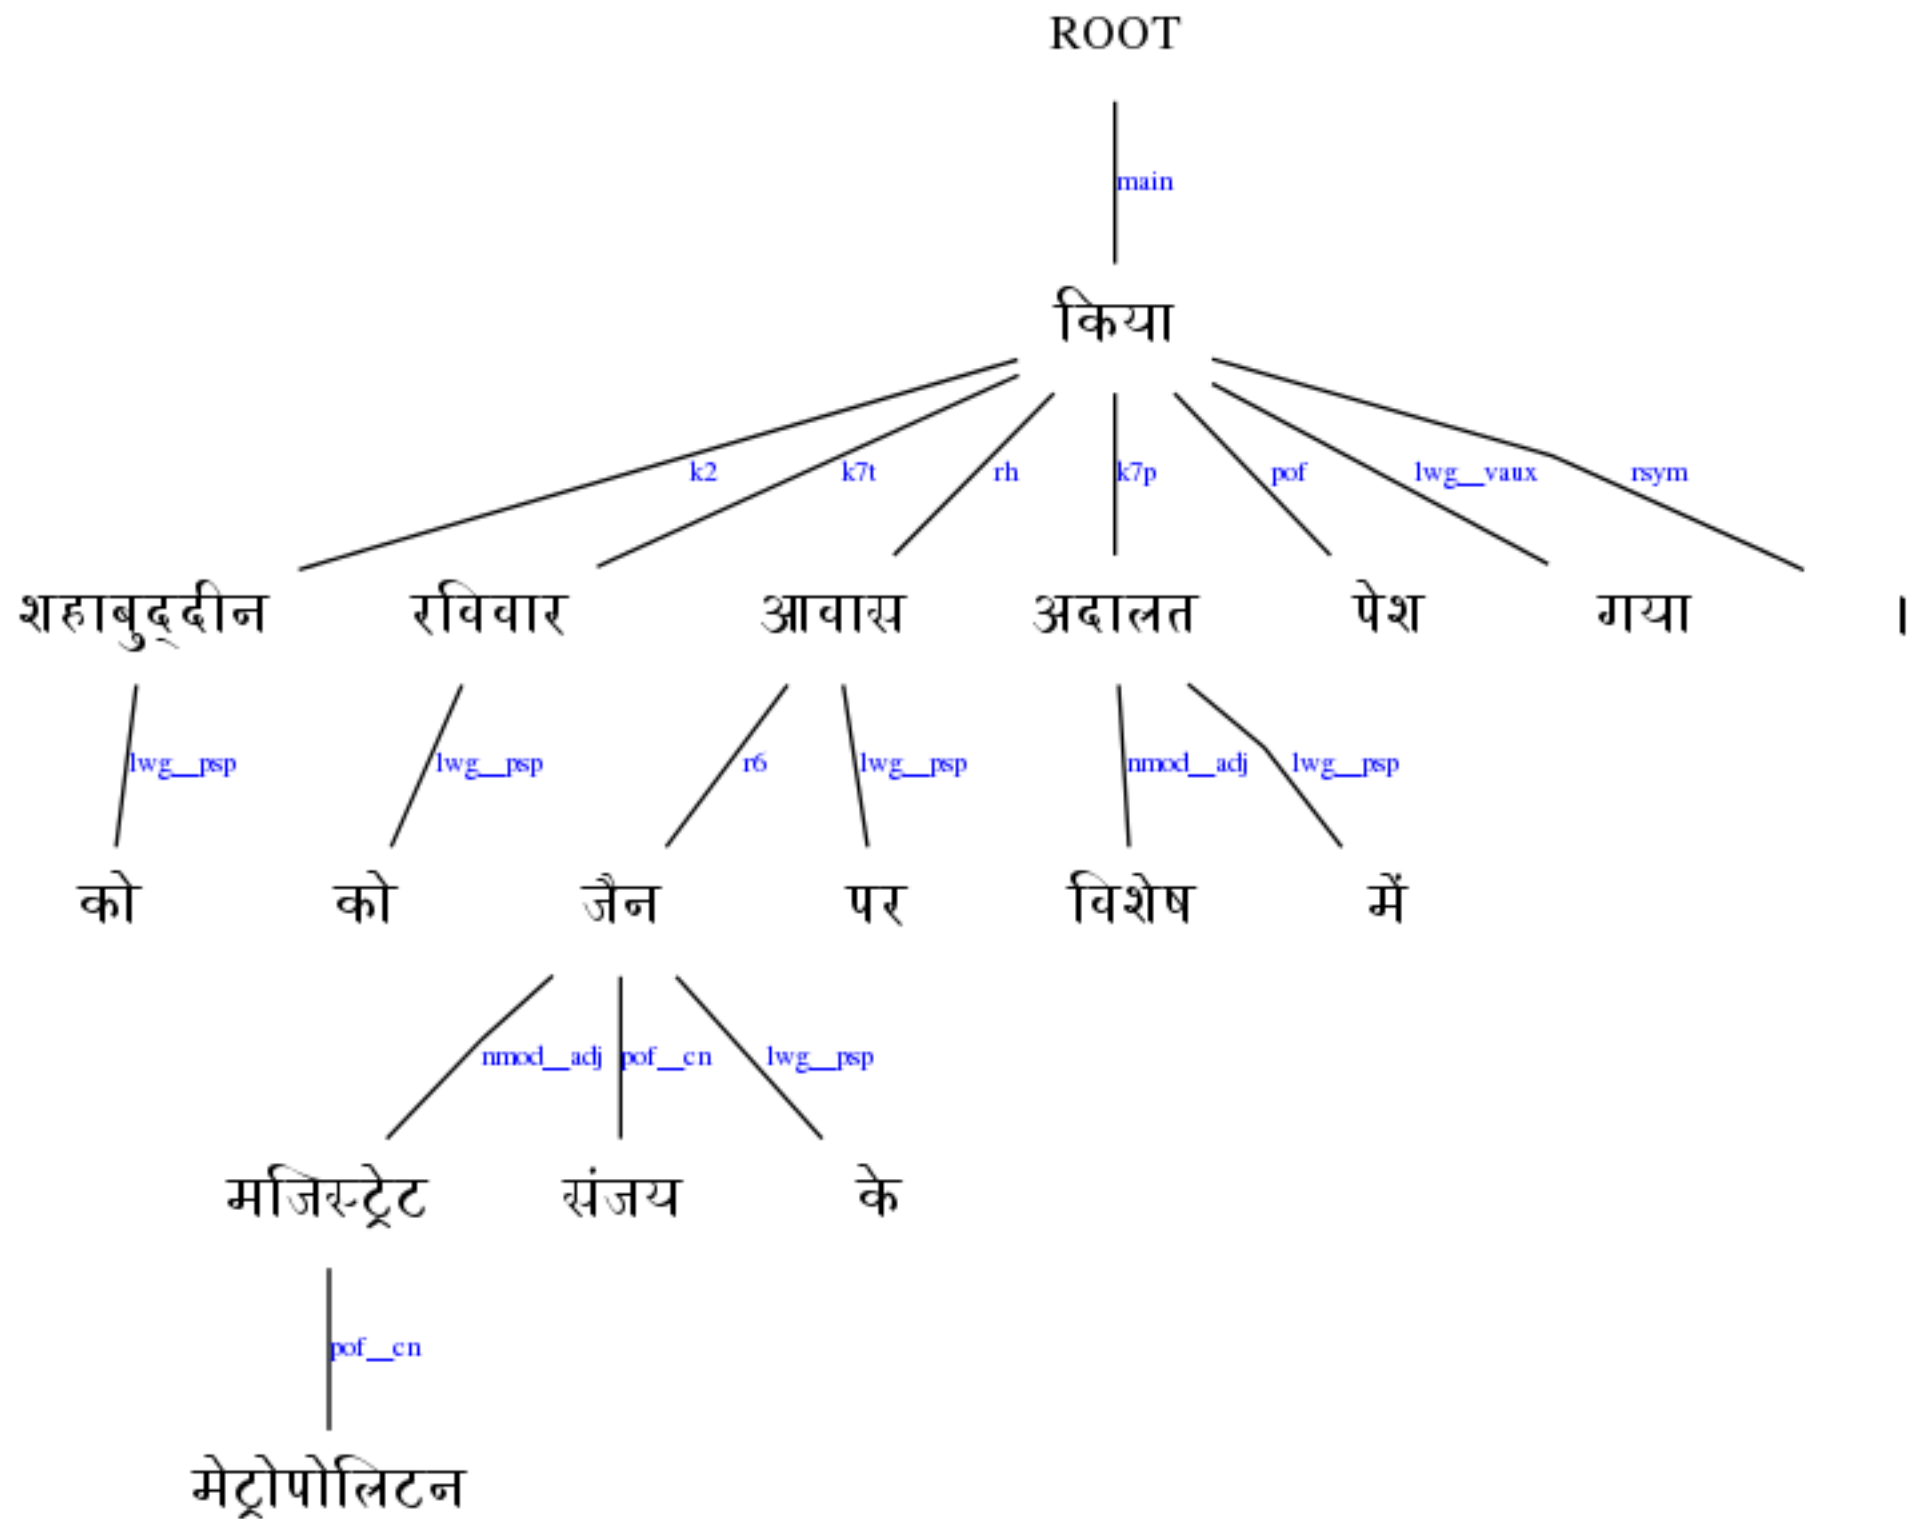 ROOT
main
किया
k2 k7t rh k7p pof lwg__vaux rsym
शहाबुद्दीन रविवार आवास अदालत पेश गया ।
lwg__psp lwg__psp r6 lwg__psp nmod__adj lwg__psp
को को जैन पर विशेष में
nmod__adj pof__cn lwg__psp
मजिस्ट्रेट संजय के
pof__cn
मेट्रोपोलिटन